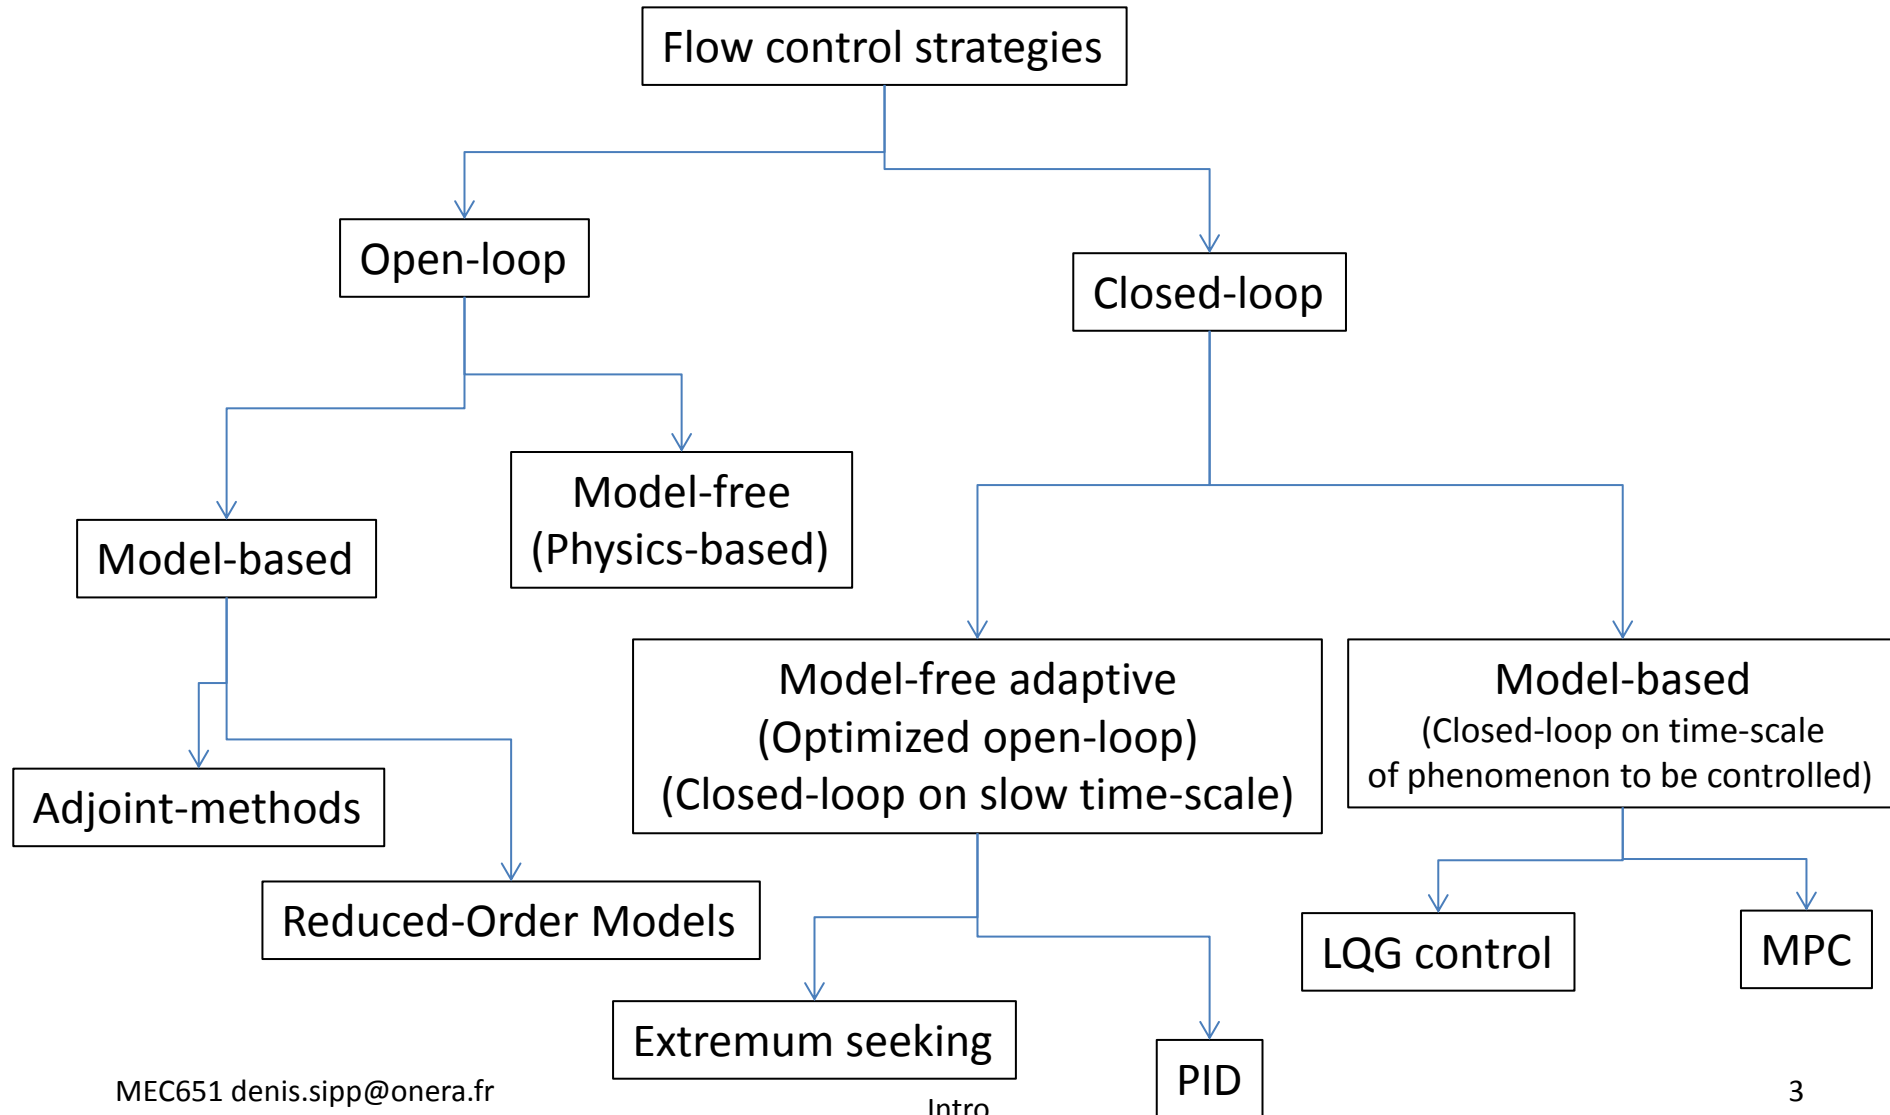 Flow control strategies
Open-loop
Closed-loop
Model-free
(Physics-based)
Model-based
Model-free adaptive
(Optimized open-loop)
(Closed-loop on slow time-scale)
Model-based
(Closed-loop on time-scale
of phenomenon to be controlled)
Adjoint-methods
Reduced-Order Models
LQG control
MPC
Extremum seeking
PID
MEC651 denis.sipp@onera.fr
Intro
3